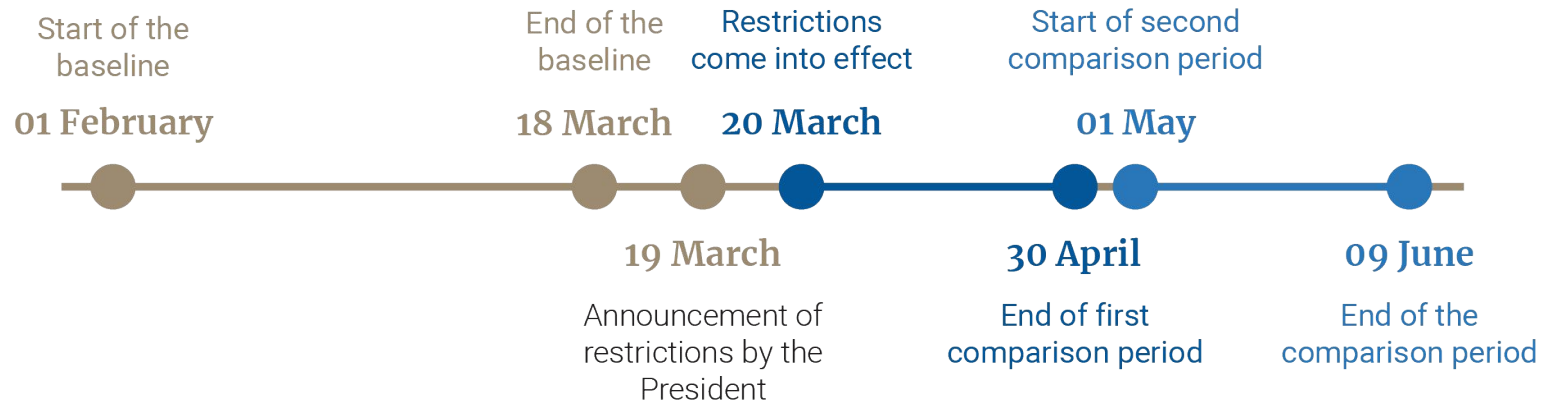 Start of the
baseline
01 February
End of the
baseline
18 March
19 March
Announcement of
restrictions by the
President
Restrictions
come into effect
20 March
30 April
End of first
comparison period
Start of second
comparison period
01 May
09 June
End of the
comparison period